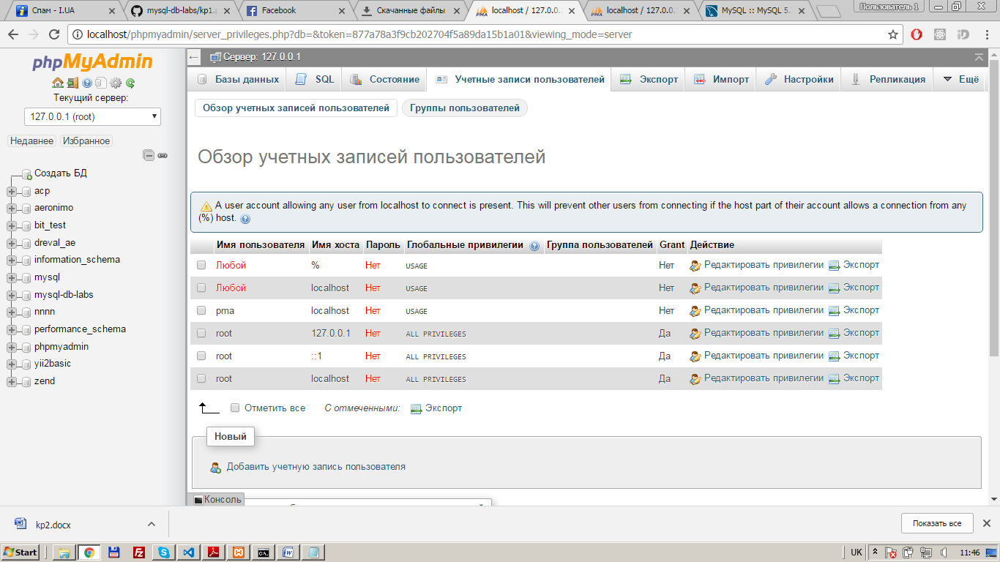 Спам - I.UA
mysql-db-labs/kp1.
Facebook
Скачанные файлы
localhost / 127.0.0.
localhost / 127.0.0.
MySQL :: MySQL 5.
Пользователь 1
localhost/phpmyadmin/server_privileges.php?db=&token=877a78a3f9cb202704f5a89da15b1a01&viewing_mode=server
phpMyAdmin
Текущий сервер:
127.0.0.1 (root)
Недавнее Избранное
Создать БД
acp
aeronimo
bit_test
dreval_ae
information_schema
mysql
mysql-db-labs
nnnn
performance_schema
phpmyadmin
yii2basic
zend
Сервер: 127.0.0.1
Базы данных SQL Состояние Учетные записи пользователей Экспорт Импорт Настройки Репликация Ещё
Обзор учетных записей пользователей Группы пользователей
Обзор учетных записей пользователей
A user account allowing any user from localhost to connect is present. This will prevent other users from connecting if the host part of their account allows a connection from any
(%) host.
Имя пользователя Имя хоста Пароль Глобальные привилегии Группа пользователей Grant Действие
Любой % Нет USAGE Нет Редактировать привилегии Экспорт
Любой localhost Нет USAGE Нет Редактировать привилегии Экспорт
pma localhost Нет USAGE Нет Редактировать привилегии Экспорт
root 127.0.0.1 Нет ALL PRIVILEGES Да Редактировать привилегии Экспорт
root ::1 Нет ALL PRIVILEGES Да Редактировать привилегии Экспорт
root localhost Нет ALL PRIVILEGES Да Редактировать привилегии Экспорт
Отметить все С отмеченными: Экспорт
Новый
Добавить учетную запись пользователя
Консоль
kp2.docx
Показать все
Start
UK
11:46